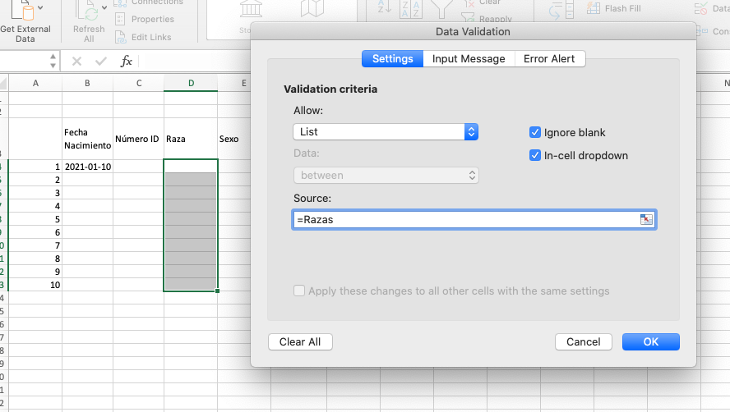 Connections
Clear
Flash Fill
Data
Properties
Reapply
Get External
Data
Refresh
All
Edit Links
Data Validation
fx
Settings
Input Message
Error Alert
A B C D E N
Validation criteria
Allow:
List
Ignore blank
Data:
In-cell dropdown
between
Source:
=Razas
Fecha
Nacimiento
Número ID
Raza
Sexo
1 2021-01-10
2
3
4
5
6
7
8
9
10
Apply these changes to all other cells with the same settings
Clear All
Cancel
OK